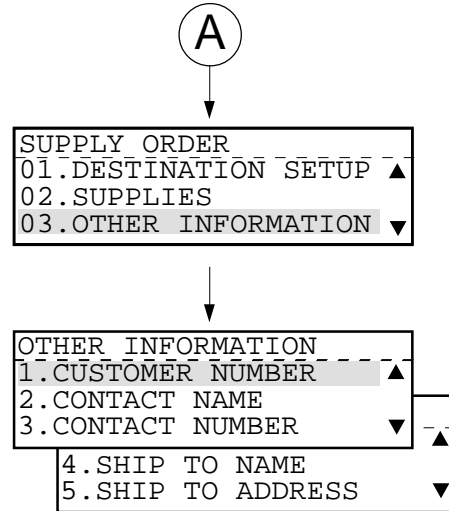 A
SUPPLY ORDER
01.DESTINATION SETUP
02.SUPPLIES
03.OTHER INFORMATION
OTHER INFORMATION
1.CUSTOMER NUMBER
2.CONTACT NAME
3.CONTACT NUMBER
4.SHIP TO NAME
5.SHIP TO ADDRESS